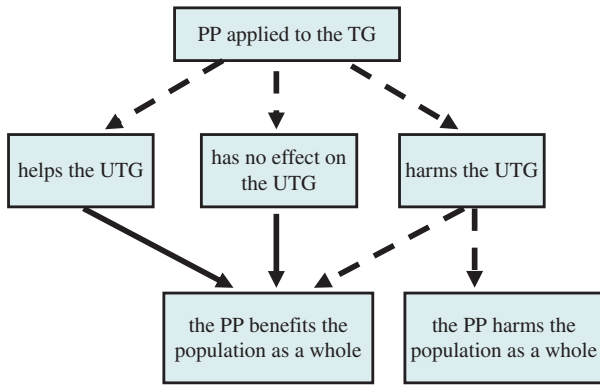 PP applied to the TG
helps the UTG
has no effect on
the UTG
harms the UTG
the PP benefits the
population as a whole
the PP harms the
population as a whole